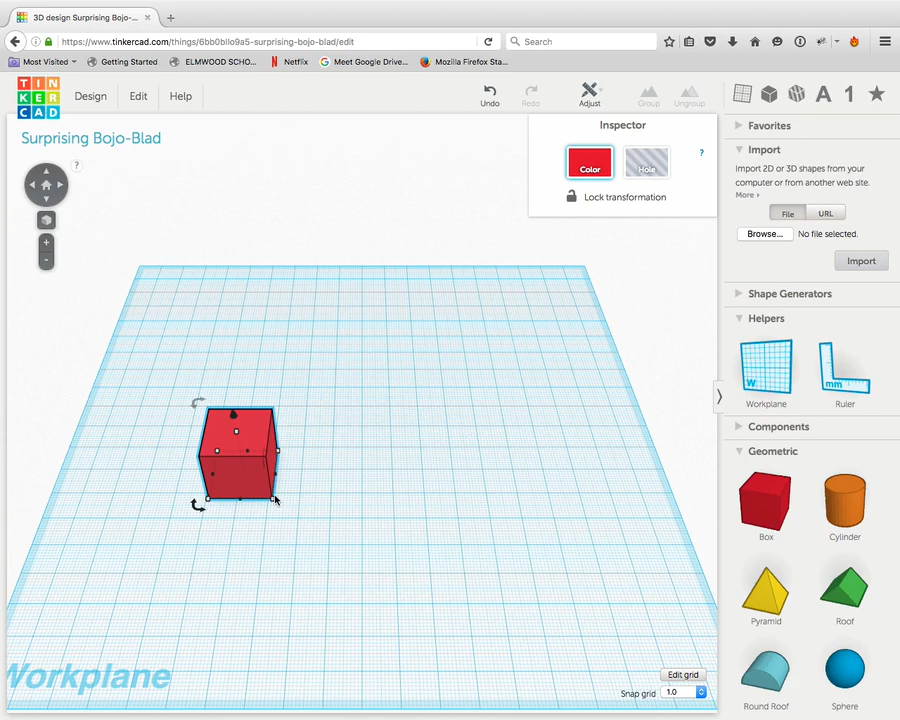 3D design Surprising Bojo-Blad...
https://www.tinkercad.com/things/6bb0bllo9a5-surprising-bojo-blad/edit
Search
Most Visited
Getting Started
ELMWOOD SCHO...
Netflix
Meet Google Drive...
Mozilla Firefox Sta...
TIN
KER
CAD
Design
Edit
Help
Undo
Redo
Adjust
Group
Ungroup
A 1
Surprising Bojo-Blad
?
Inspector
Color
Hole
?
Lock transformation
+
-
Workplane
Edit grid
Snap grid
1.0
Favorites
Import
Import 2D or 3D shapes from your
computer or from another web site.
More ›
File
URL
Browse...
No file selected.
Import
Shape Generators
Helpers
W
mm
Workplane
Ruler
Components
Geometric
Box
Cylinder
Pyramid
Roof
Round Roof
Sphere